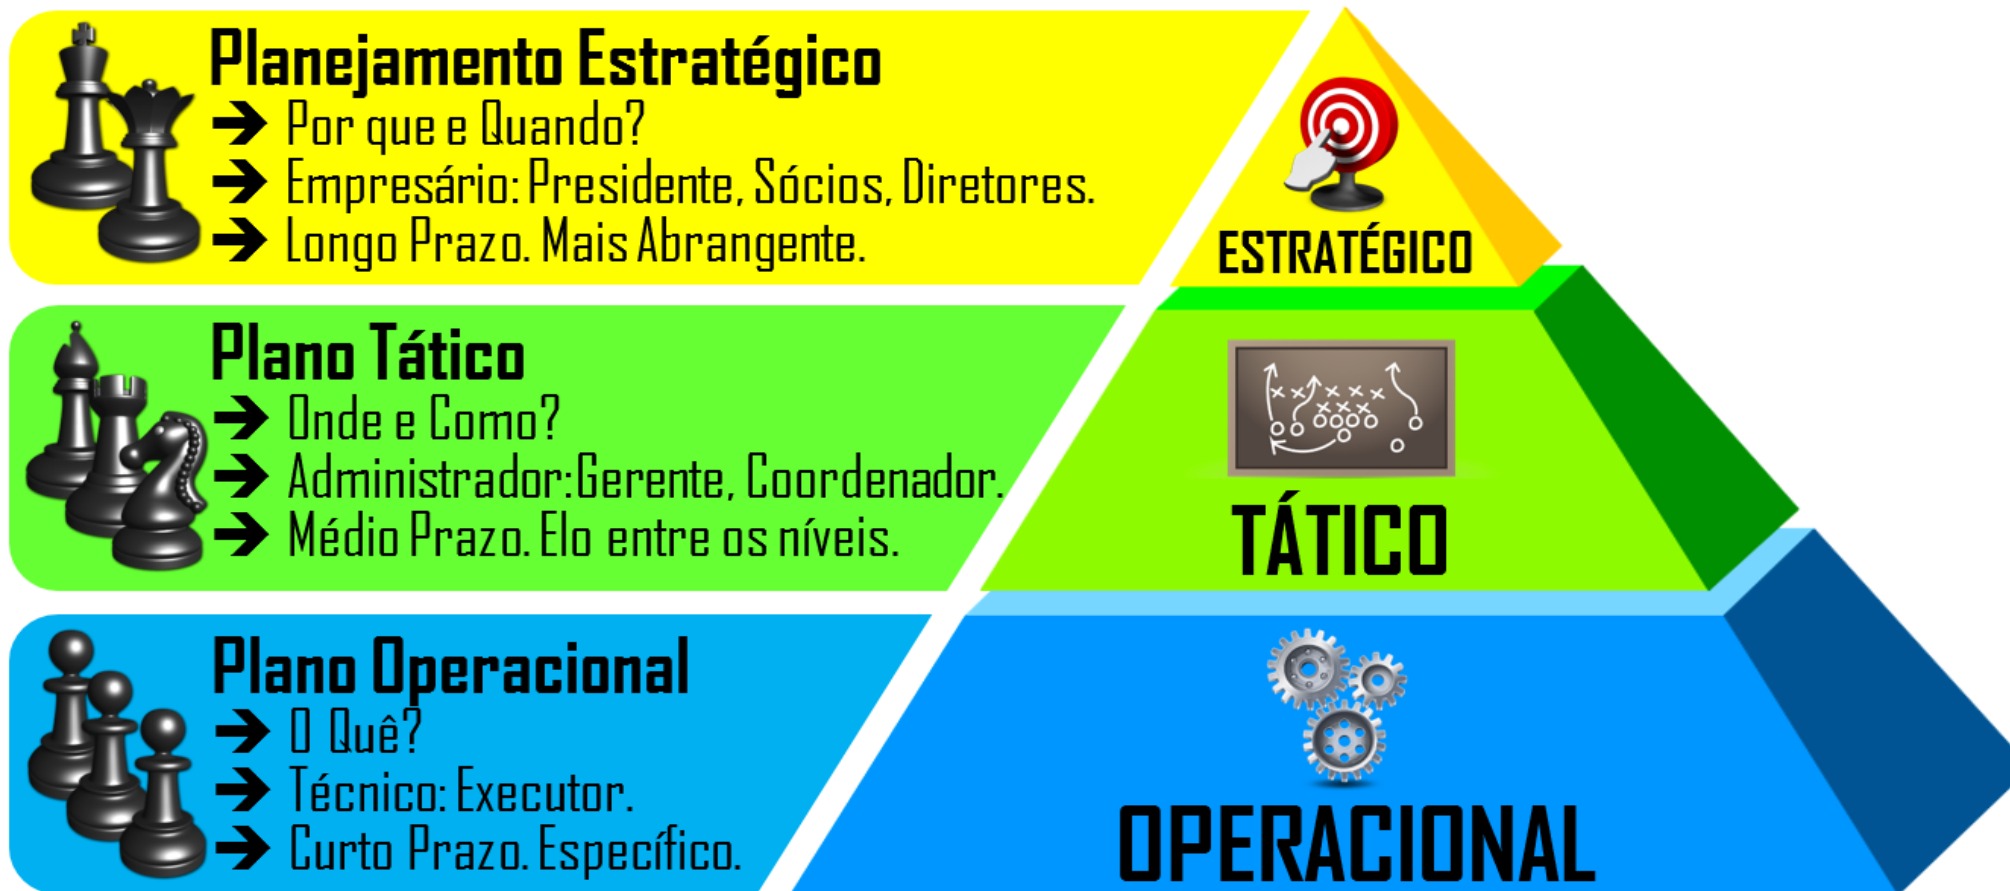 Planejamento Estratégico
➔ Por que e Quando?
➔ Empresário: Presidente, Sócios, Diretores.
➔ Longo Prazo. Mais Abrangente.
ESTRATÉGICO
Plano Tático
➔ Onde e Como?
➔ Administrador:Gerente, Coordenador.
➔ Médio Prazo. Elo entre os níveis.
TÁTICO
Plano Operacional
➔ O Quê?
➔ Técnico: Executor.
➔ Curto Prazo. Específico.
OPERACIONAL